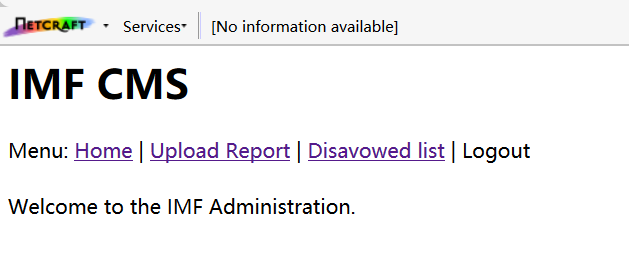 NETCRAFT Services [No information available]
IMF CMS
Menu: Home | Upload Report | Disavowed list | Logout
Welcome to the IMF Administration.